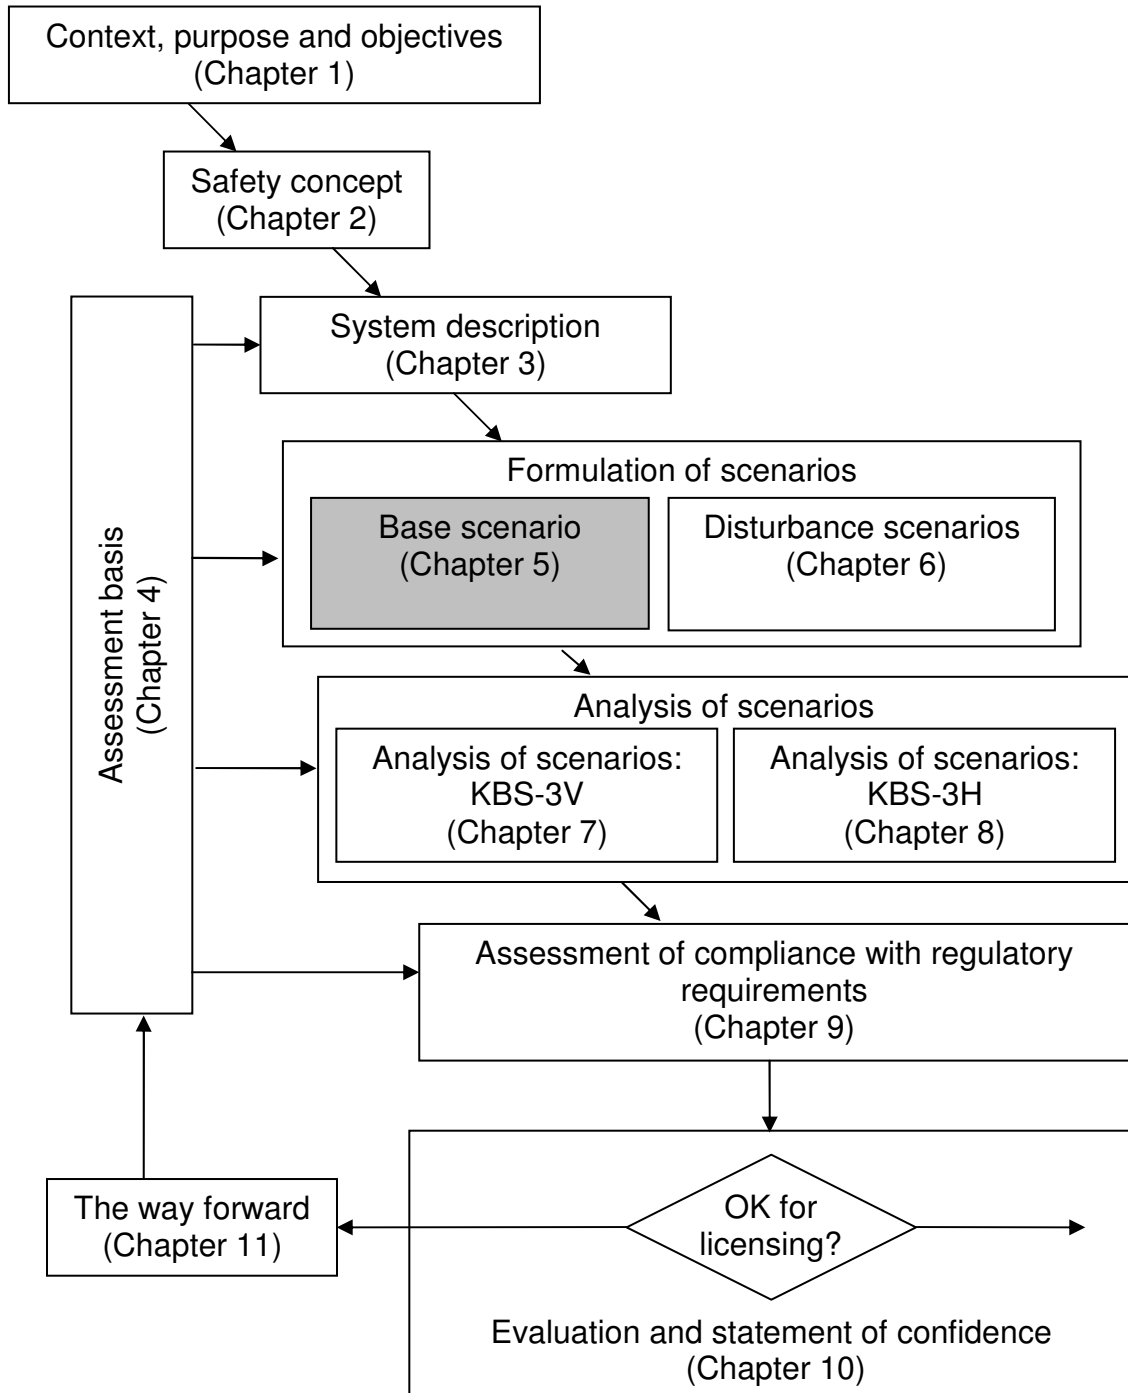 Context, purpose and objectives
(Chapter 1)
Safety concept
(Chapter 2)
System description
(Chapter 3)
Assessment basis
(Chapter 4)
Formulation of scenarios
Base scenario
(Chapter 5)
Disturbance scenarios
(Chapter 6)
Analysis of scenarios
Analysis of scenarios:
KBS-3V
(Chapter 7)
Analysis of scenarios:
KBS-3H
(Chapter 8)
Assessment of compliance with regulatory
requirements
(Chapter 9)
OK for
licensing?
The way forward
(Chapter 11)
Evaluation and statement of confidence
(Chapter 10)